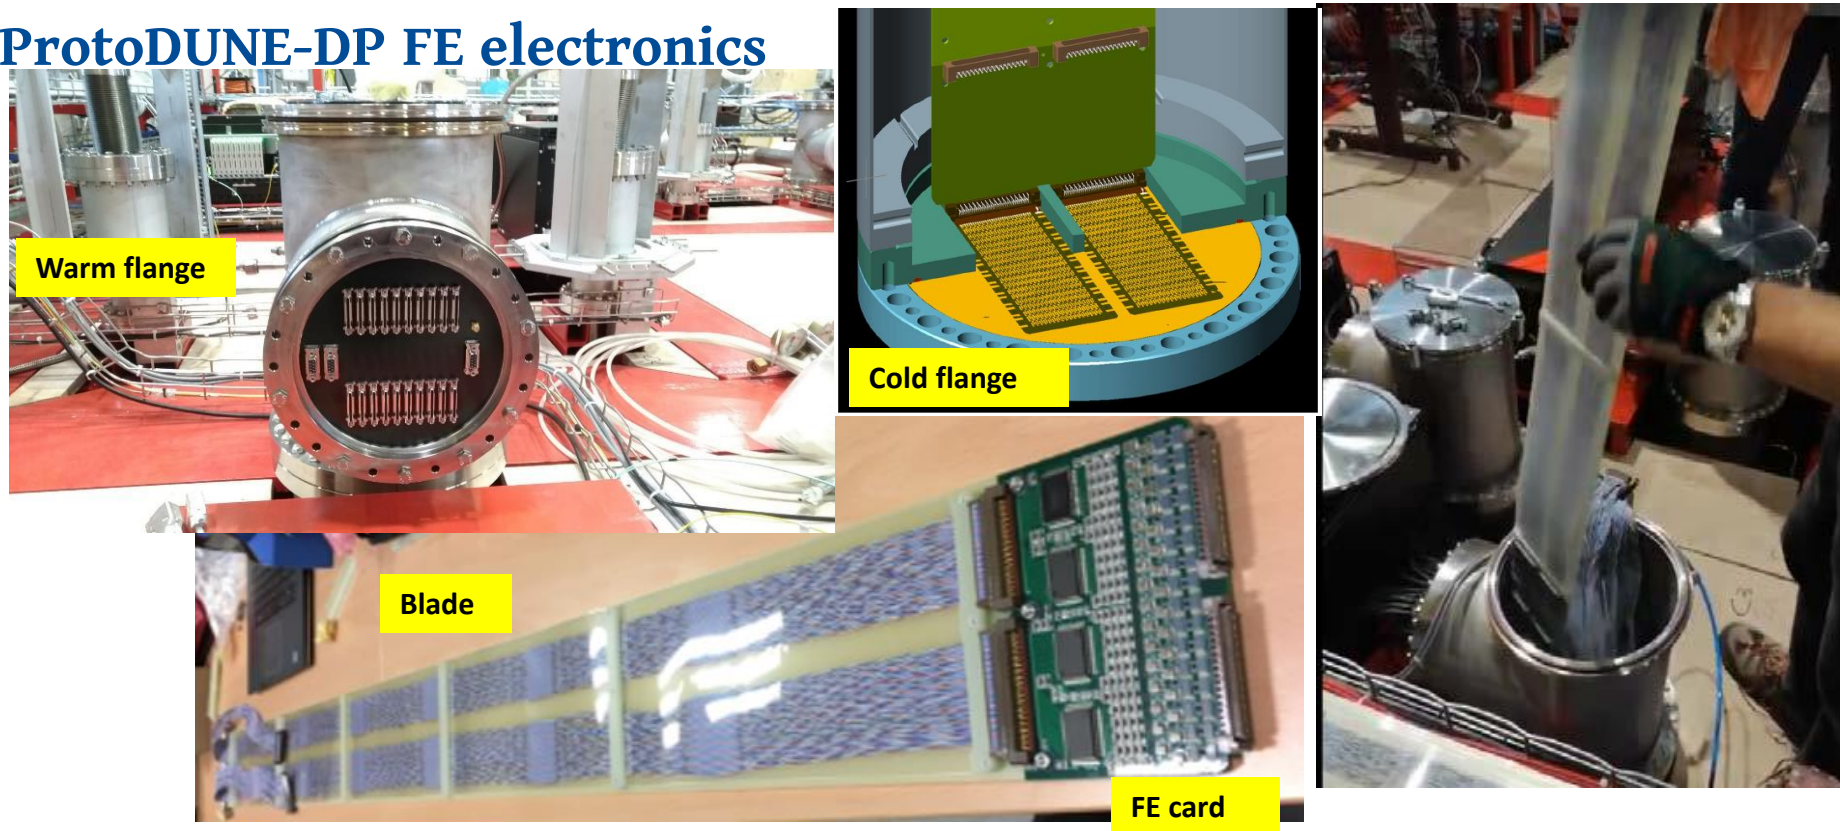 ProtoDUNE-DP FE electronics
Warm flange
Cold flange
Blade
FE card